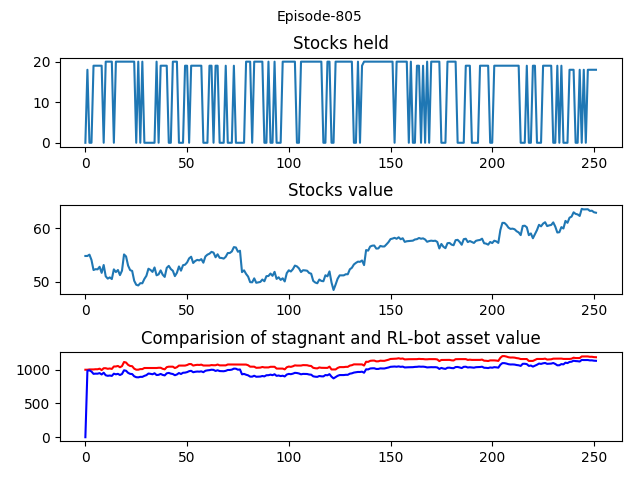 Episode-805
Stocks held
20
10
0
0 50 100 150 200 250
Stocks value
60
50
0 50 100 150 200 250
Comparision of stagnant and RL-bot asset value
1000
500
0
0 50 100 150 200 250